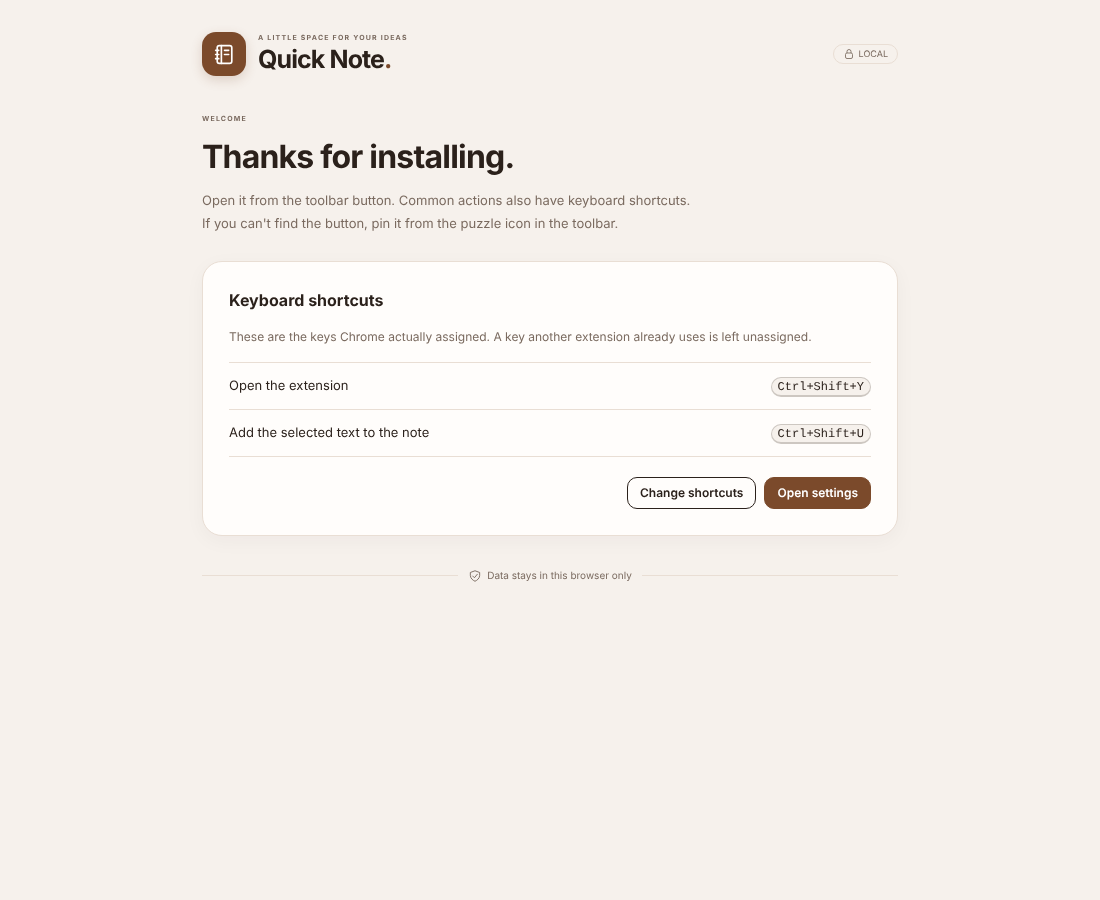 A LITTLE SPACE FOR YOUR IDEAS
Quick Note.
LOCAL
WELCOME
Thanks for installing.
Open it from the toolbar button. Common actions also have keyboard shortcuts.
If you can't find the button, pin it from the puzzle icon in the toolbar.
Keyboard shortcuts
These are the keys Chrome actually assigned. A key another extension already uses is left unassigned.
Open the extension
Ctrl+Shift+Y
Add the selected text to the note
Ctrl+Shift+U
Change shortcuts
Open settings
Data stays in this browser only